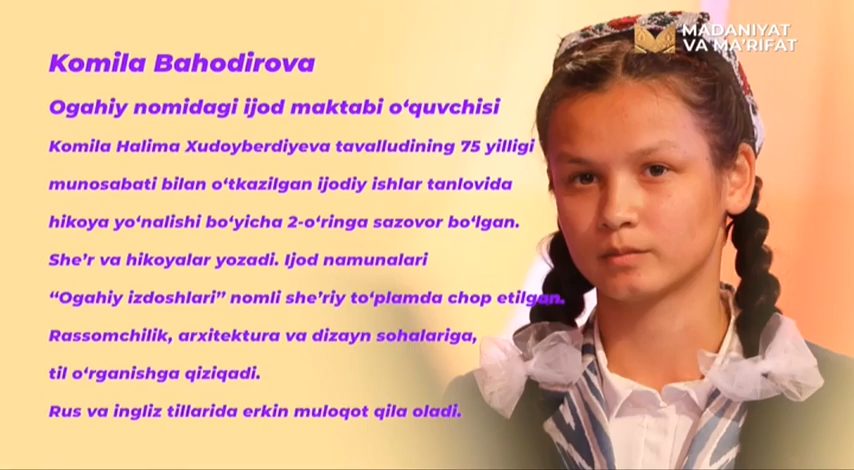 MADANIYAT
VA MA'RIFAT
Komila Bahodirova
Ogahiy nomidagi ijod maktabi o‘quvchisi
Komila Halima Xudoyberdiyeva tavalludining 75 yilligi
munosabati bilan o‘tkazilgan ijodiy ishlar tanlovida
hikoya yo‘nalishi bo‘yicha 2-o‘ringa sazovor bo‘lgan.
She’r va hikoyalar yozadi. Ijod namunalari
“Ogahiy izdoshlari” nomli she’riy to‘plamda chop etilgan.
Rassomchilik, arxitektura va dizayn sohalariga,
til o‘rganishga qiziqadi.
Rus va ingliz tillarida erkin muloqot qila oladi.